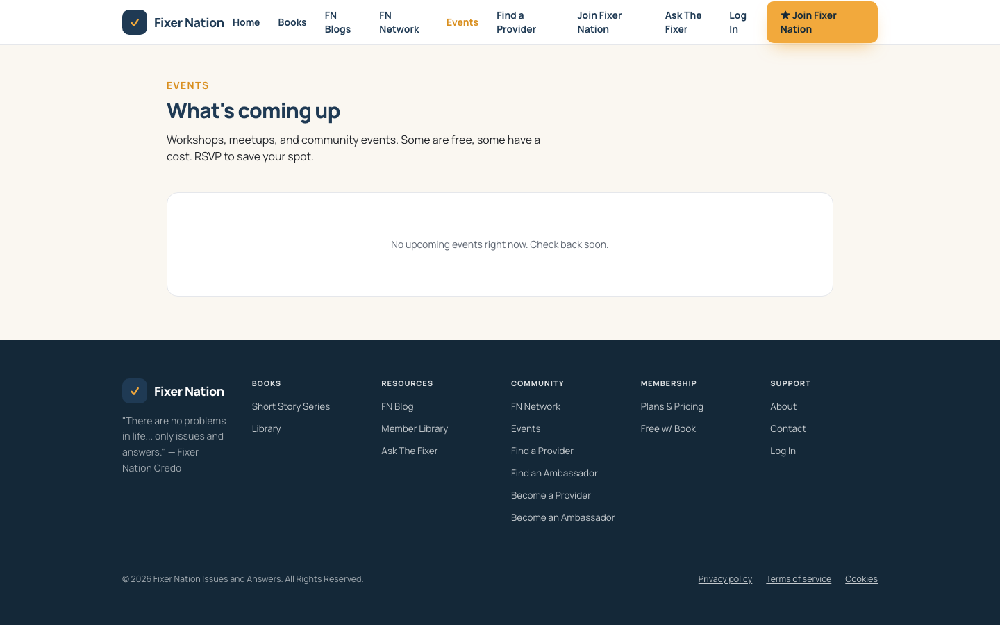 Fixer Nation
Home
Books
FN
Blogs
FN
Network
Events
Find a
Provider
Join Fixer
Nation
Ask The
Fixer
Log
In
★ Join Fixer
Nation
EVENTS
What's coming up
Workshops, meetups, and community events. Some are free, some have a
cost. RSVP to save your spot.
No upcoming events right now. Check back soon.
Fixer Nation
"There are no problems
in life... only issues and
answers." — Fixer
Nation Credo
BOOKS
Short Story Series
Library
RESOURCES
FN Blog
Member Library
Ask The Fixer
COMMUNITY
FN Network
Events
Find a Provider
Find an Ambassador
Become a Provider
Become an Ambassador
MEMBERSHIP
Plans & Pricing
Free w/ Book
SUPPORT
About
Contact
Log In
© 2026 Fixer Nation Issues and Answers. All Rights Reserved.
Privacy policy
Terms of service
Cookies